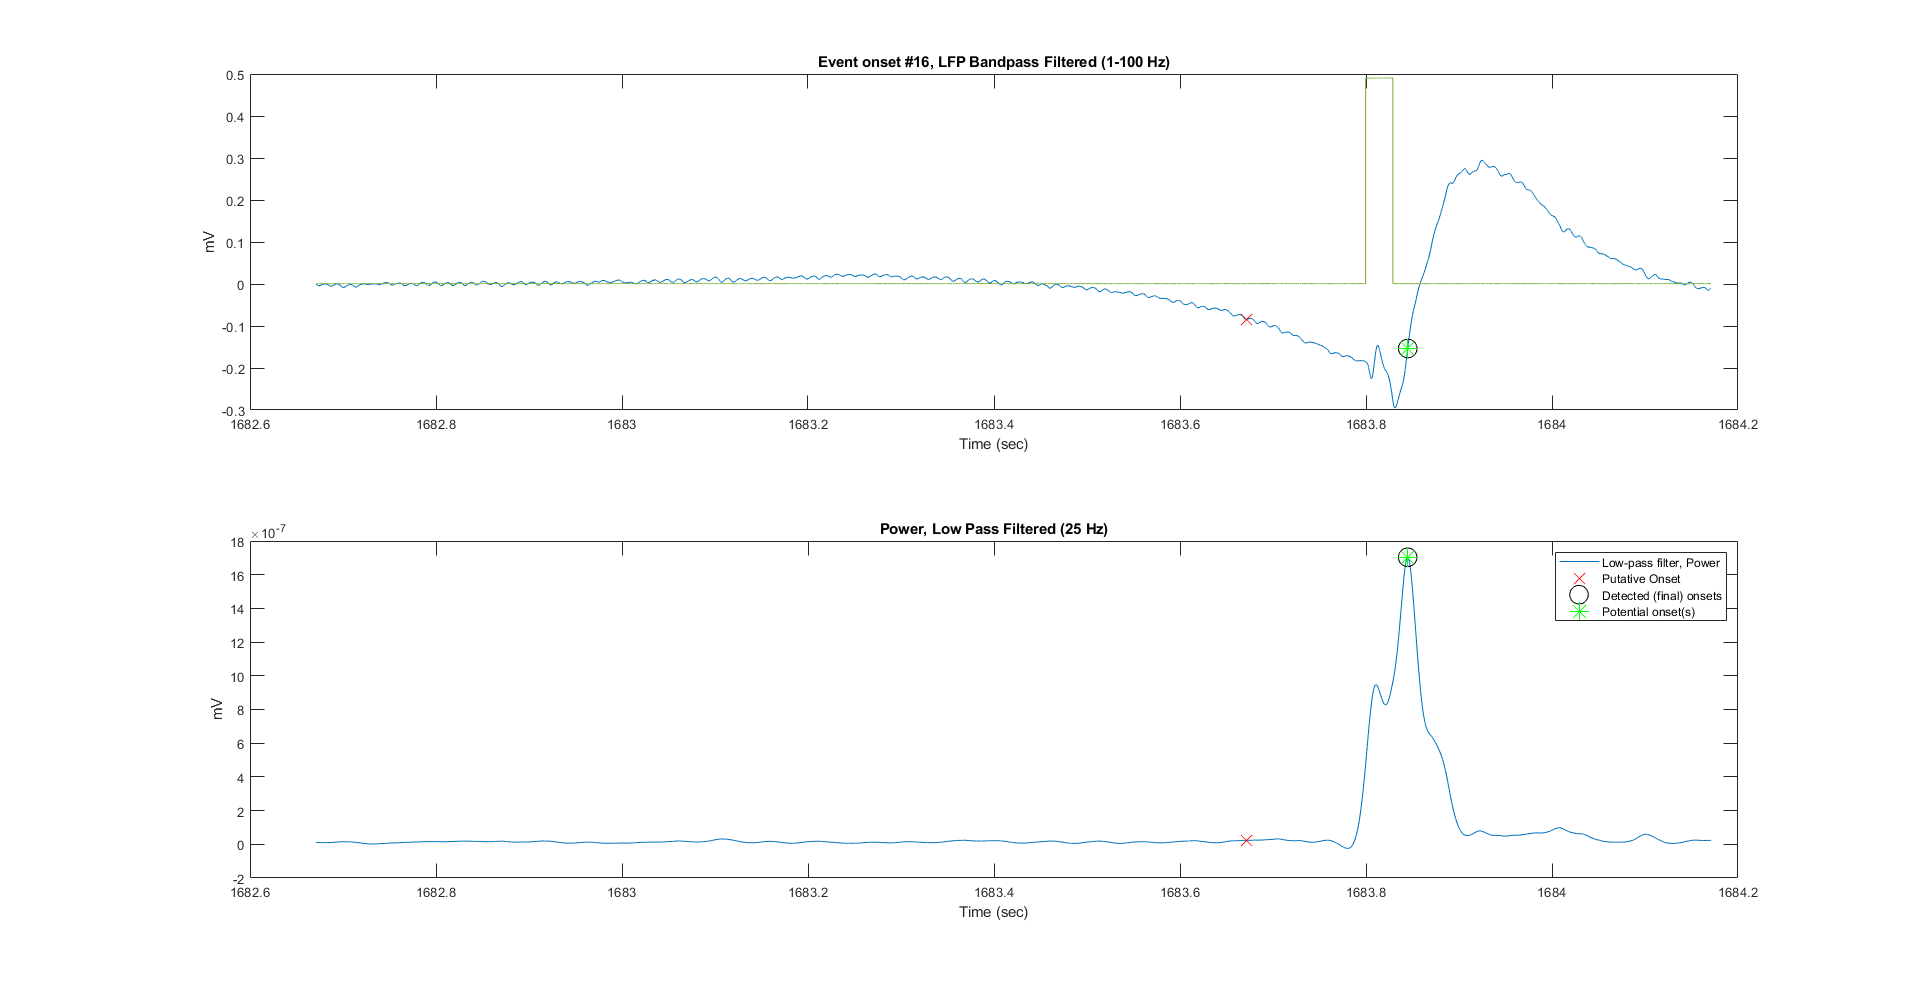 Event onset #16, LFP Bandpass Filtered (1-100 Hz)
0.5
0.4
0.3
0.2
0.1
0
-0.1
-0.2
-0.3
mV
1682.6 1682.8 1683 1683.2 1683.4 1683.6 1683.8 1684 1684.2
Time (sec)
Power, Low Pass Filtered (25 Hz)
×10⁻⁷
18
16
14
12
10
8
6
4
2
0
-2
mV
Low-pass filter, Power
Putative Onset
Detected (final) onsets
Potential onset(s)
1682.6 1682.8 1683 1683.2 1683.4 1683.6 1683.8 1684 1684.2
Time (sec)